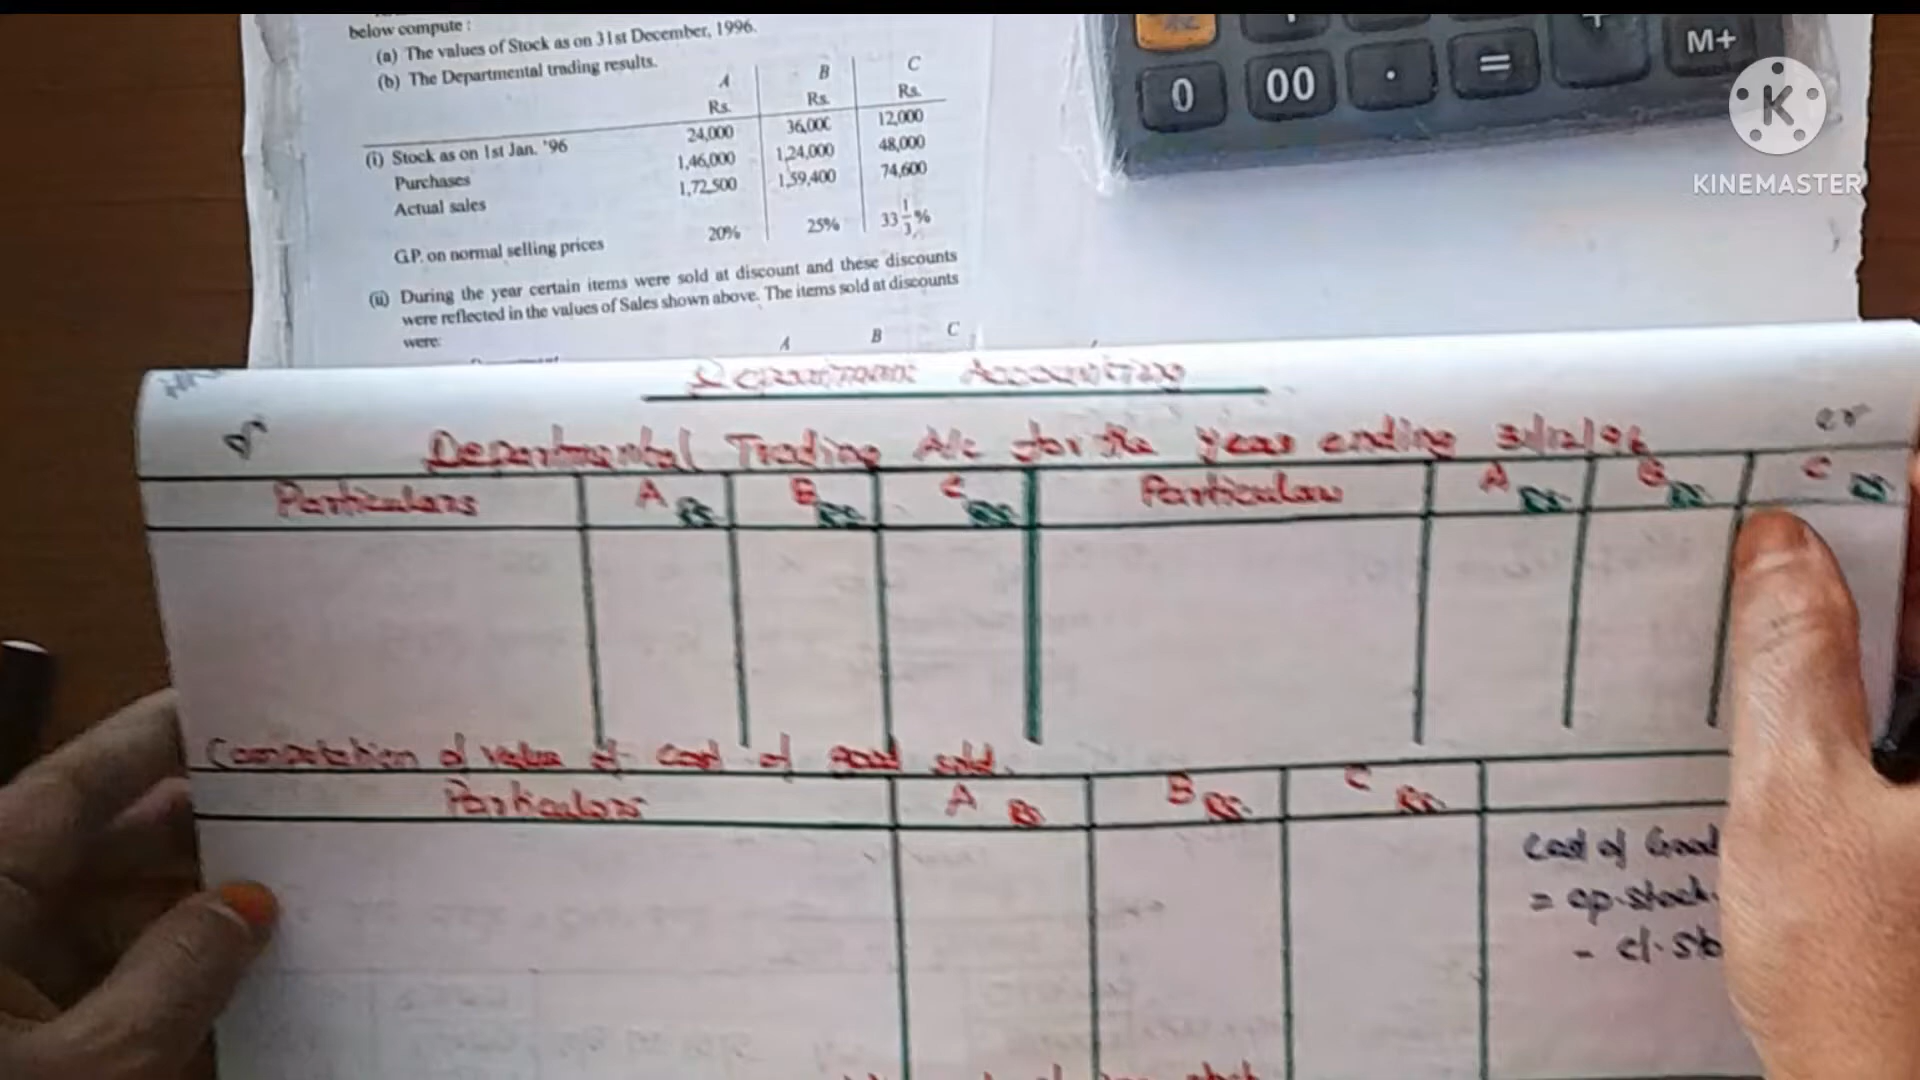 below compute :
(a) The values of Stock as on 31st December, 1996.
(b) The Departmental trading results.
A B C
Rs. Rs. Rs.
(i) Stock as on 1st Jan. '96 24,000 36,000 12,000
Purchases 1,46,000 1,24,000 48,000
Actual sales 1,72,500 1,59,400 74,600
G.P. on normal selling prices 20% 25% 33 1/3%
(ii) During the year certain items were sold at discount and these discounts
were reflected in the values of Sales shown above. The items sold at discounts
were:
A B C
0 00 . = + M+
K
KINEMASTER
Accounting
Dr Cr
Departmental Trading A/c for the year ending 31/12/96
Particulars A Rs B Rs C Rs Particulars A Rs B Rs C Rs
Computation of value of cost of good sold.
Particulars A Rs B Rs C Rs
Cost of Good
= op.stock
- cl.